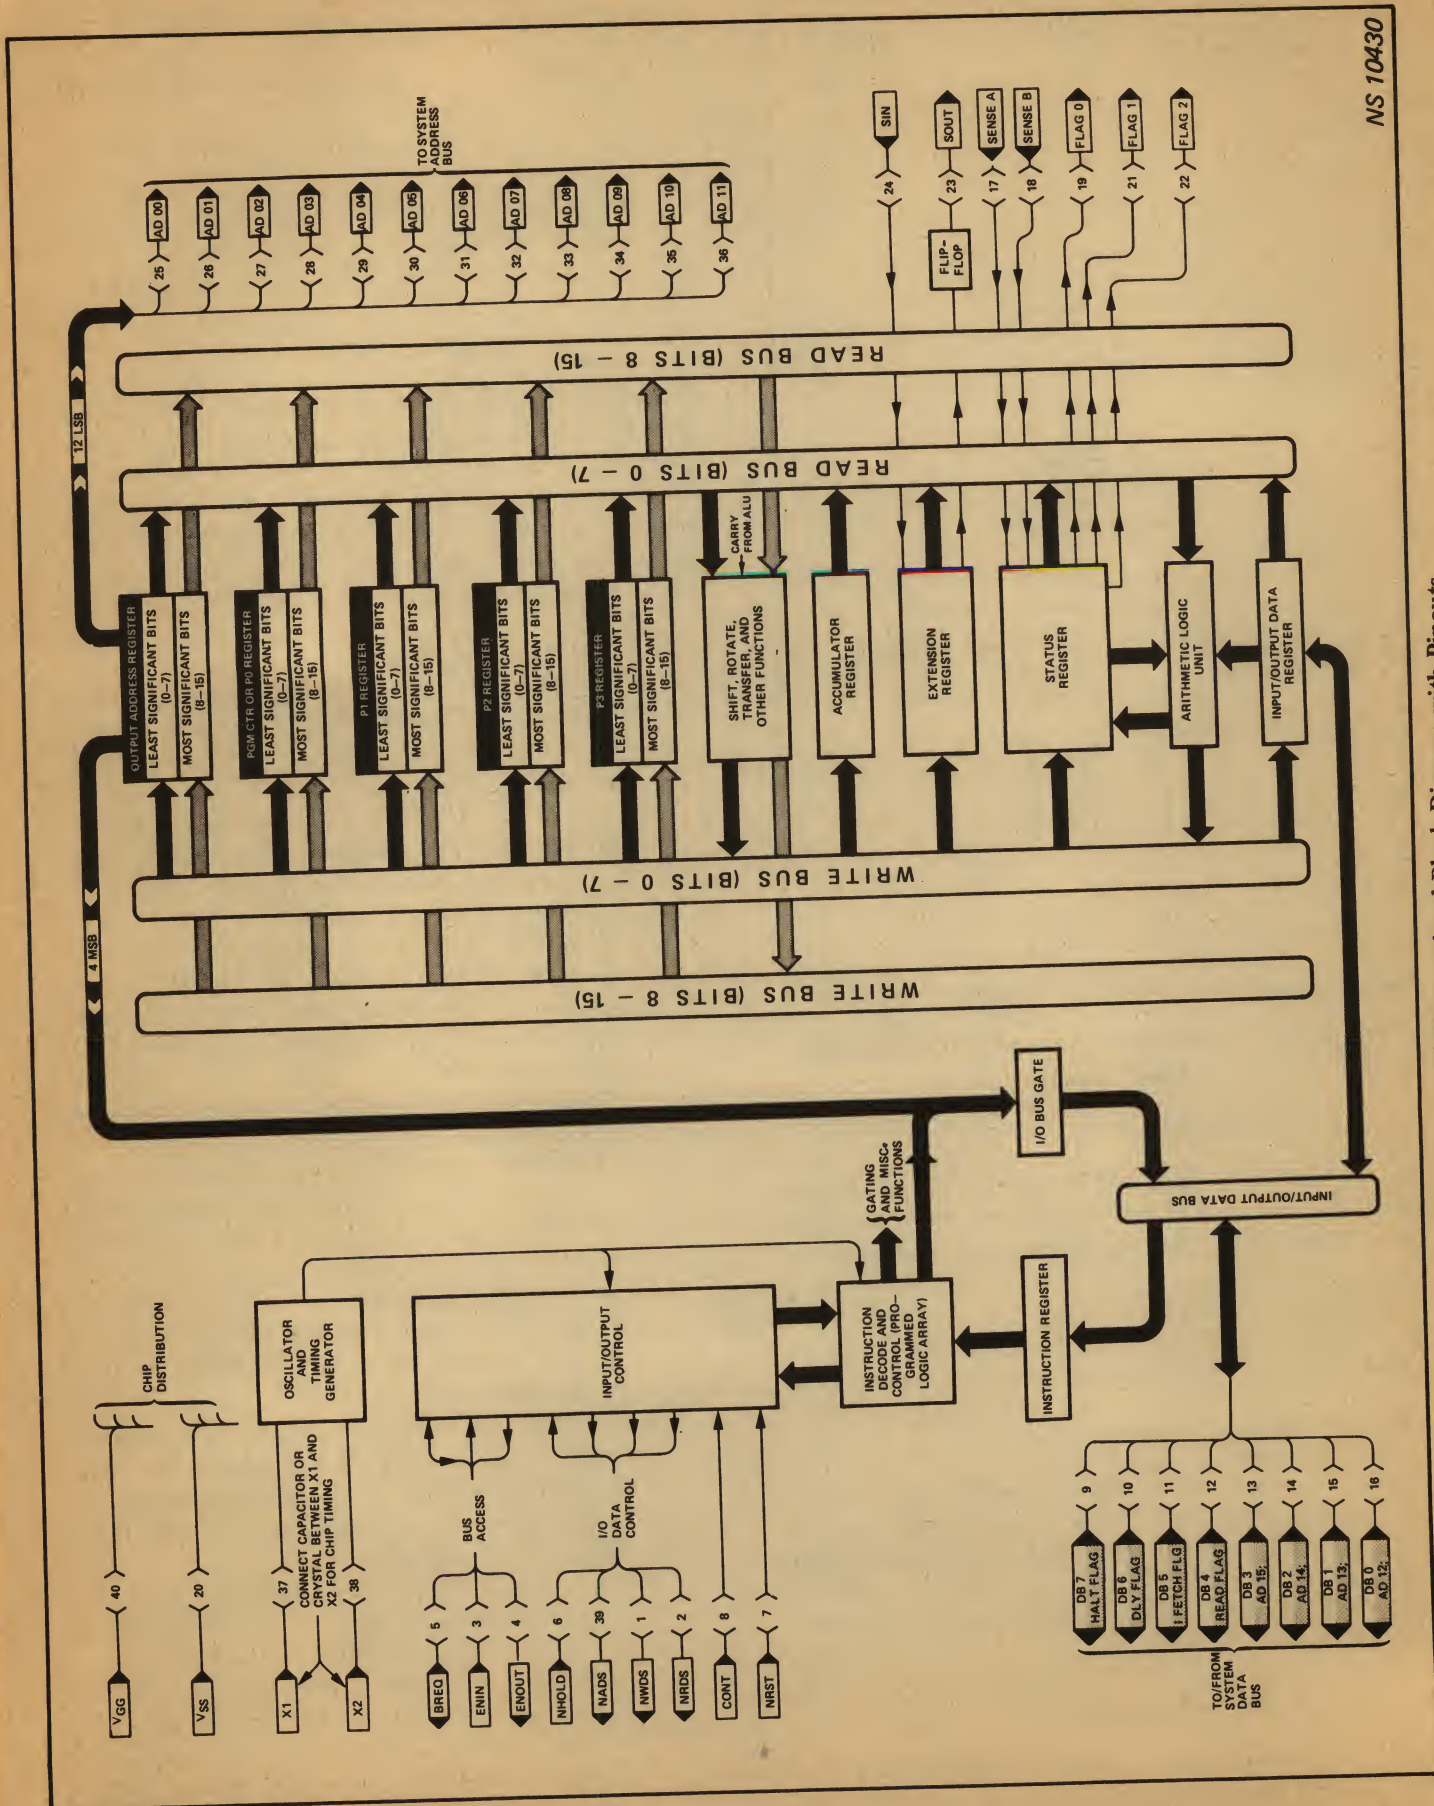 NS 10430
TO SYSTEM
ADDRESS
BUS
AD 00
AD 01
AD 02
AD 03
AD 04
AD 05
AD 06
AD 07
AD 08
AD 09
AD 10
AD 11
25
26
27
28
29
30
31
32
33
34
35
36
SIN
SOUT
SENSE A
SENSE B
FLAG 0
FLAG 1
FLAG 2
24
23
17
18
19
21
22
FLIP-
FLOP
12 LSB
READ BUS (BITS 8 – 15)
READ BUS (BITS 0 – 7)
OUTPUT ADDRESS REGISTER
LEAST SIGNIFICANT BITS
(0–7)
MOST SIGNIFICANT BITS
(8–15)
PGM CTR OR P0 REGISTER
LEAST SIGNIFICANT BITS
(0–7)
MOST SIGNIFICANT BITS
(8–15)
P1 REGISTER
LEAST SIGNIFICANT BITS
(0–7)
MOST SIGNIFICANT BITS
(8–15)
P2 REGISTER
LEAST SIGNIFICANT BITS
(0–7)
MOST SIGNIFICANT BITS
(8–15)
P3 REGISTER
LEAST SIGNIFICANT BITS
(0–7)
MOST SIGNIFICANT BITS
(8–15)
CARRY
FROM ALU
SHIFT, ROTATE,
TRANSFER, AND
OTHER FUNCTIONS
ACCUMULATOR
REGISTER
EXTENSION
REGISTER
STATUS
REGISTER
ARITHMETIC LOGIC
UNIT
INPUT/OUTPUT DATA
REGISTER
4 MSB
WRITE BUS (BITS 0 – 7)
WRITE BUS (BITS 8 – 15)
I/O BUS GATE
GATING
AND MISC.
FUNCTIONS
INPUT/OUTPUT DATA BUS
CHIP
DISTRIBUTION
OSCILLATOR
AND
TIMING
GENERATOR
INPUT/OUTPUT
CONTROL
INSTRUCTION
DECODE AND
CONTROL (PRO–
GRAMMED
LOGIC ARRAY)
INSTRUCTION REGISTER
CONNECT CAPACITOR OR
CRYSTAL BETWEEN X1 AND
X2 FOR CHIP TIMING
BUS
ACCESS
I/O
DATA
CONTROL
40
20
37
38
5
3
4
6
39
1
2
8
7
9
10
11
12
13
14
15
16
VGG
VSS
X1
X2
BREQ
ENIN
ENOUT
NHOLD
NADS
NWDS
NRDS
CONT
NRST
DB 7
HALT FLAG
DB 6
DLY FLAG
DB 5
I FETCH FLG
DB 4
READ FLAG
DB 3
AD 15;
DB 2
AD 14;
DB 1
AD 13;
DB 0
AD 12;
TO/FROM
SYSTEM
DATA
BUS